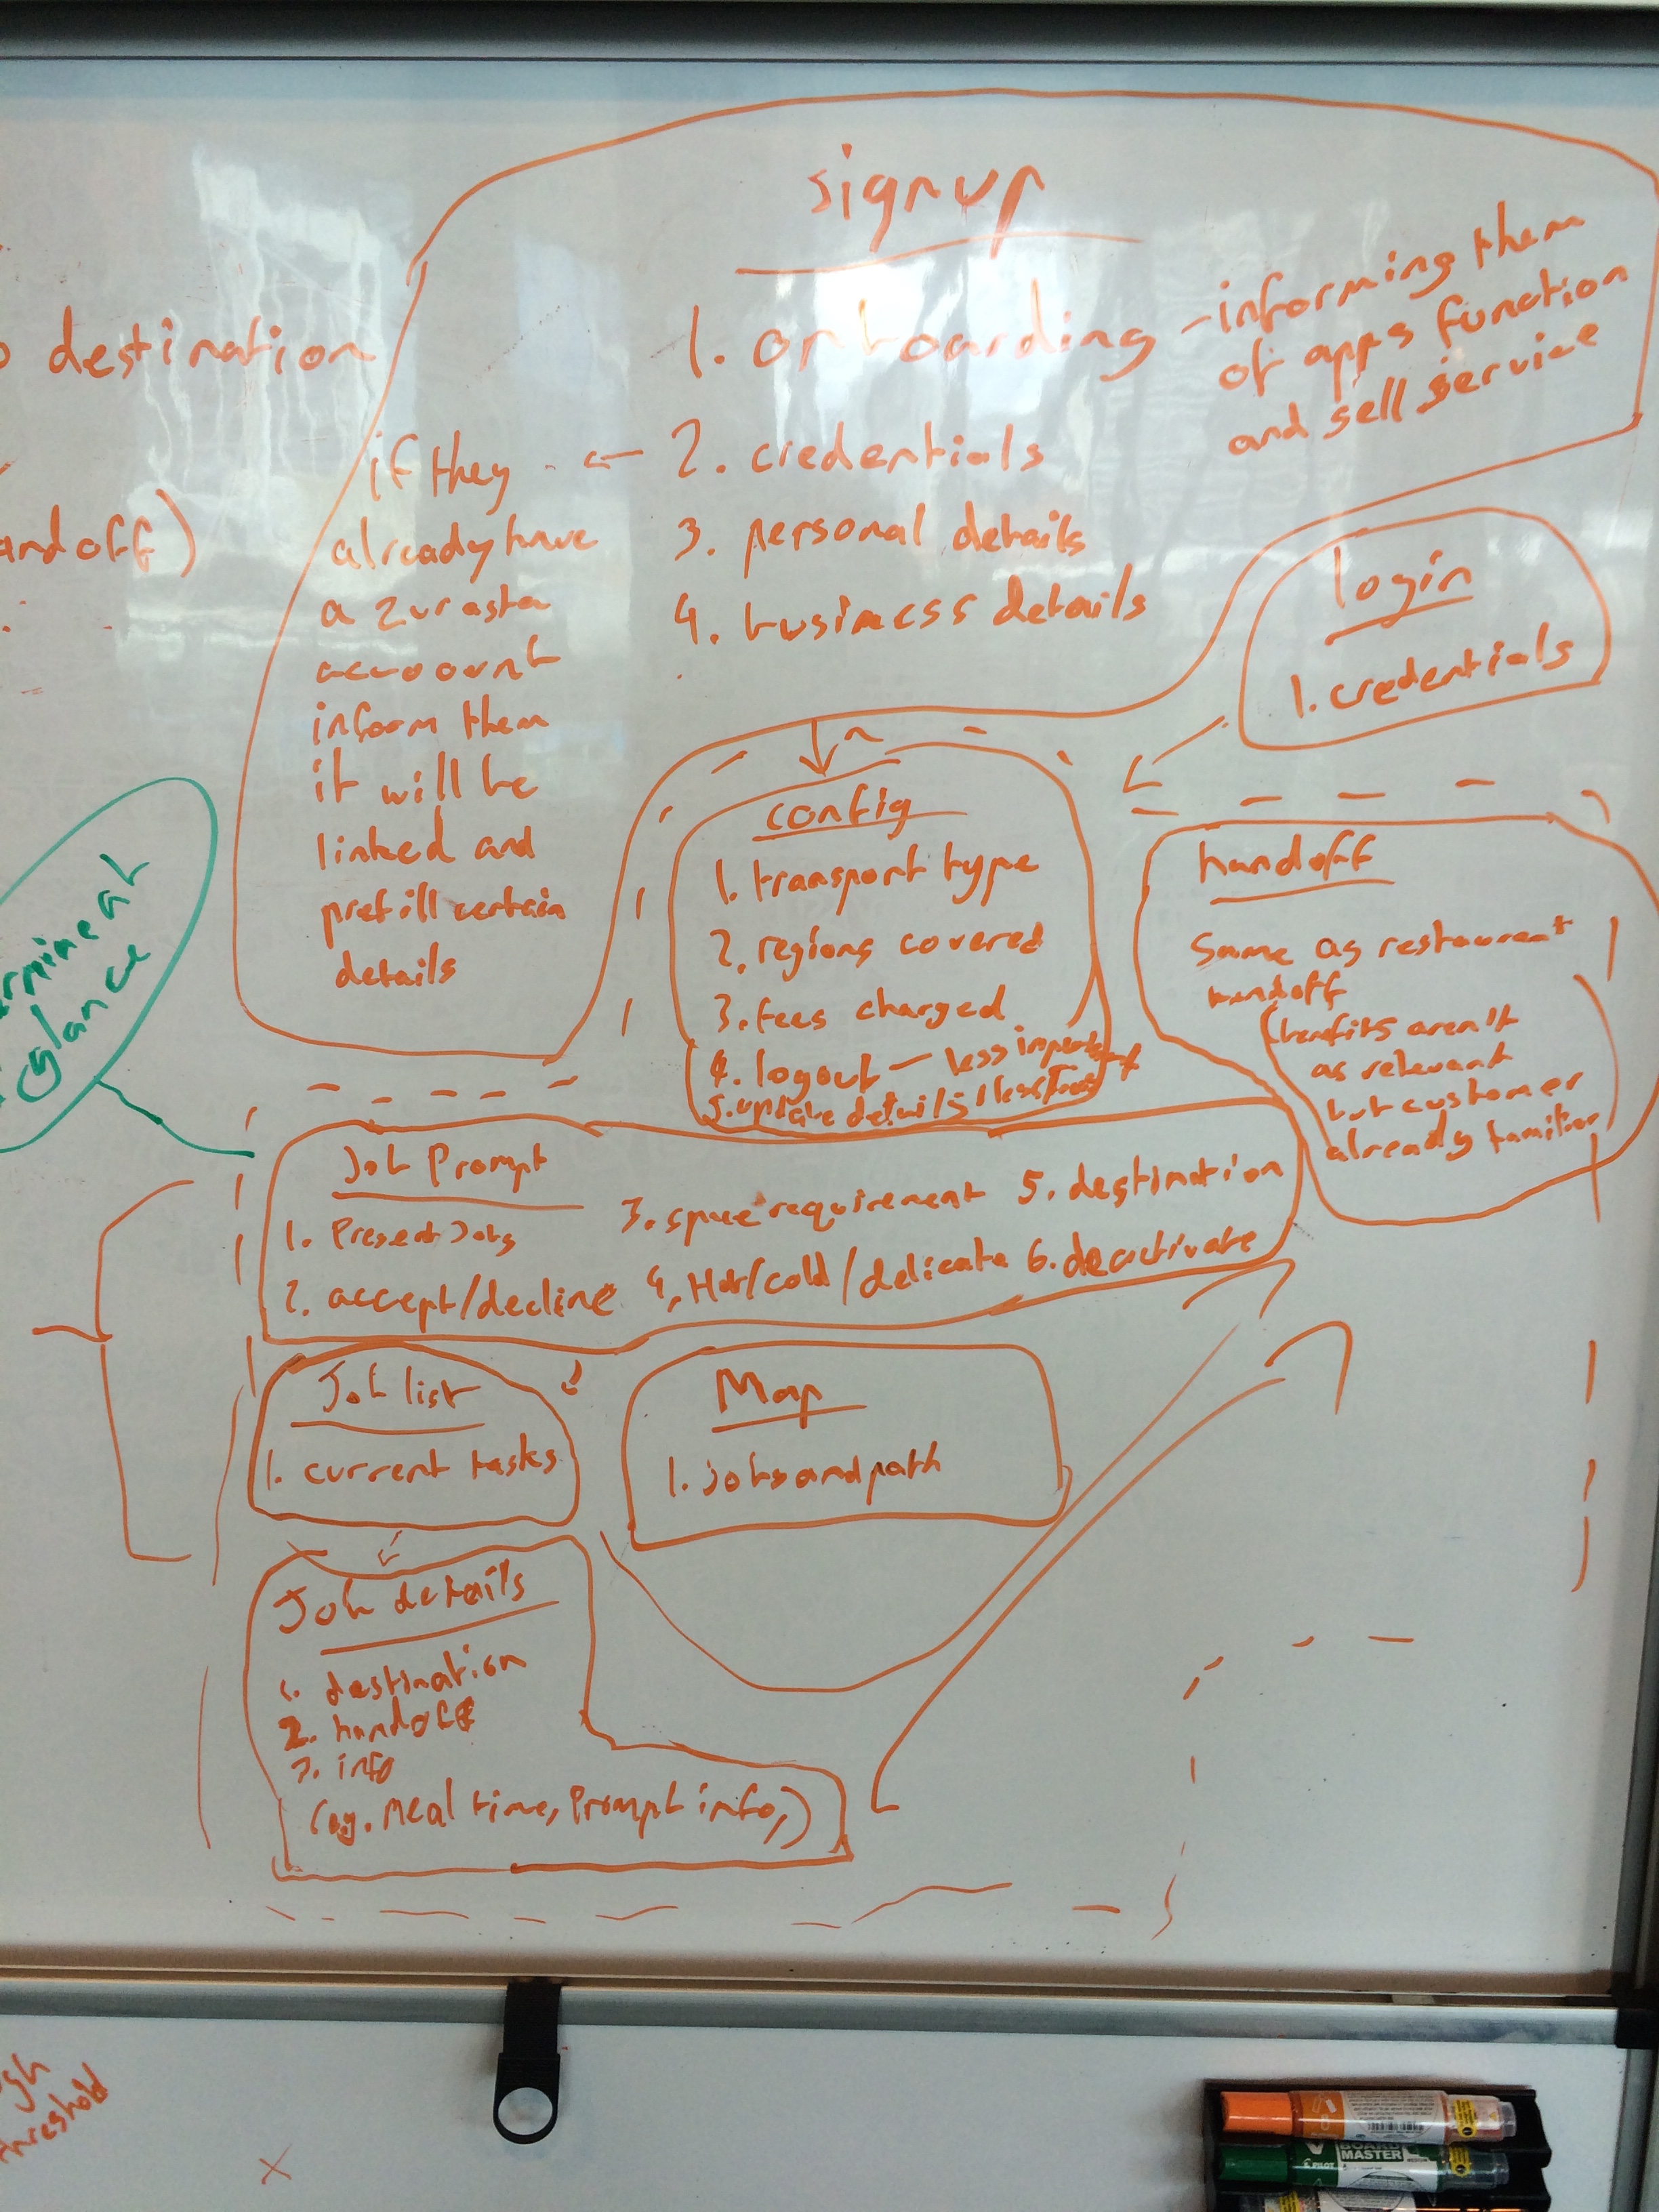 signup
1. onboarding - informing them
of apps function
and sell service
destination
if they ← 2. credentials
already have
a zurasta
account
inform them
it will be
linked and
prefill certain
details
3. personal details
4. business details
andoff)
login
1. credentials
config
1. transport type
2. regions covered
3. fees charged
4. logout - less important
5. update details
handoff
Same as restaurant
handoff
(benefits aren't
as relevant
but customer
already familiar)
glance
Job Prompt
1. Present Jobs
2. accept/decline
3. space requirement
4. Hot/cold/delicate
5. destination
6. deactivate
Job list
1. current tasks
Map
1. jobs and path
Job details
1. destination
2. handoff
3. info
(eg. Meal time, Prompt info,)
threshold
BOARD
MASTER
PILOT